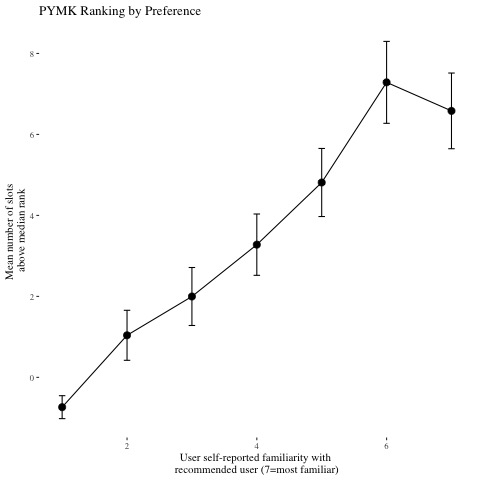 PYMK Ranking by Preference
8
6
4
2
0
Mean number of slots
above median rank
2
4
6
User self-reported familiarity with
recommended user (7=most familiar)